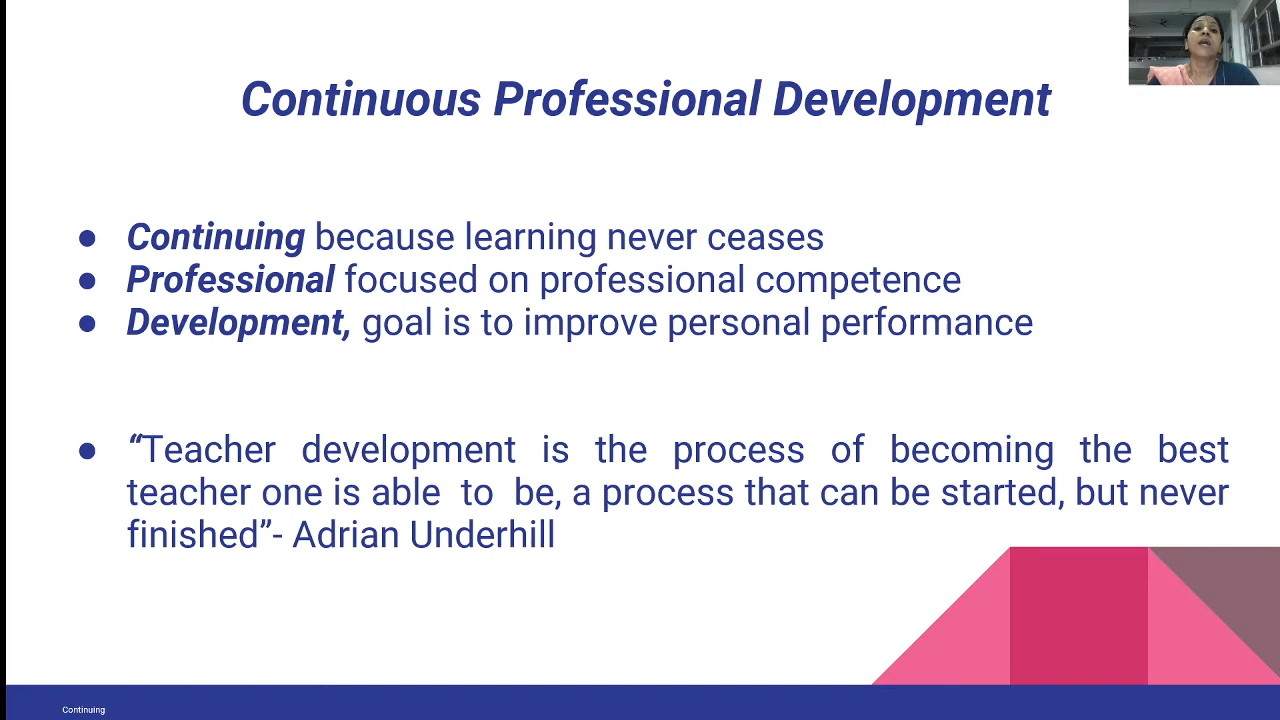 Continuous Professional Development
● Continuing because learning never ceases
● Professional focused on professional competence
● Development, goal is to improve personal performance
● “Teacher development is the process of becoming the best
teacher one is able to be, a process that can be started, but never
finished”- Adrian Underhill
Continuing